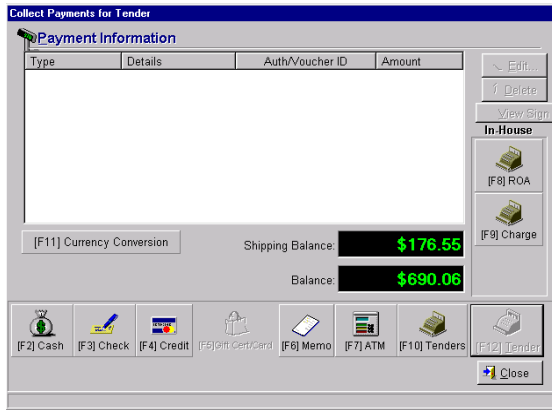 Collect Payments for Tender
Payment Information
Type Details Auth/Voucher ID Amount
Edit...
Delete
View Sign
In-House
[F8] ROA
[F9] Charge
[F11] Currency Conversion
Shipping Balance: $176.55
Balance: $690.06
[F2] Cash [F3] Check [F4] Credit [F5]Gift Cert/Card [F6] Memo [F7] ATM [F10] Tenders [F12] Tender
Close